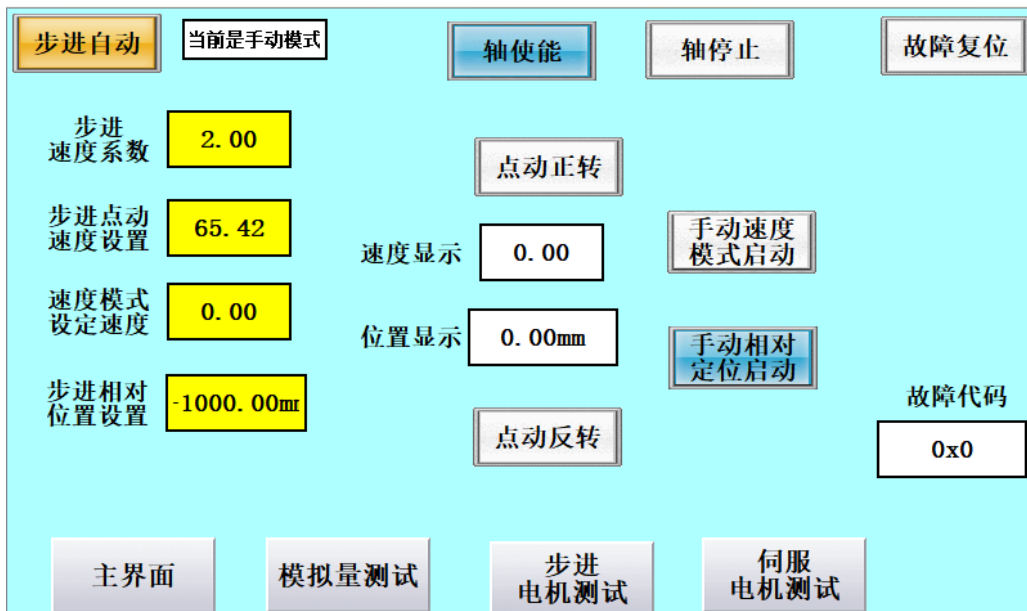 步进自动
当前是手动模式
轴使能
轴停止
故障复位
步进
速度系数
2.00
点动正转
步进点动
速度设置
65.42
手动速度
模式启动
速度显示
0.00
速度模式
设定速度
0.00
位置显示
0.00mm
手动相对
定位启动
步进相对
位置设置
-1000.00m
点动反转
故障代码
0x0
主界面
模拟量测试
步进
电机测试
伺服
电机测试